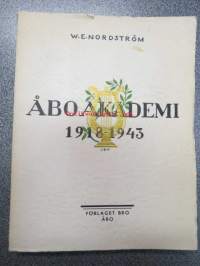 W. E. NORDSTRÖM
ÅBO AKADEMI
1918-1943
FÖRLAGET BRO
ÅBO